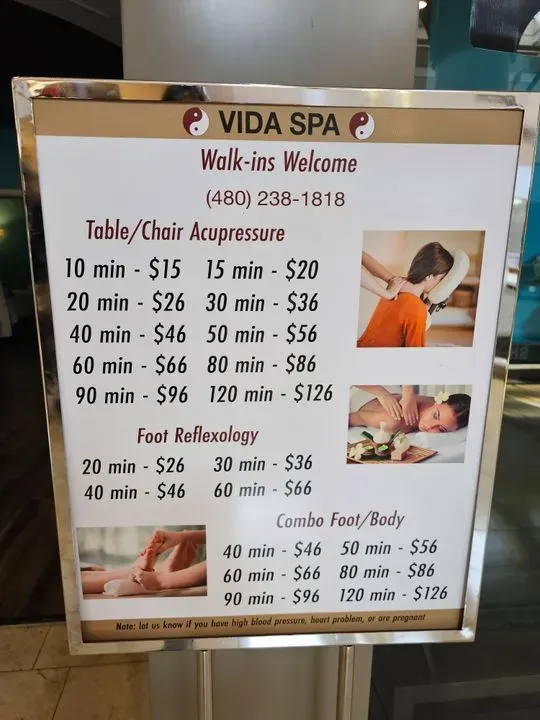 VIDA SPA
Walk-ins Welcome
(480) 238-1818
Table/Chair Acupressure
10 min - $15 15 min - $20
20 min - $26 30 min - $36
40 min - $46 50 min - $56
60 min - $66 80 min - $86
90 min - $96 120 min - $126
Foot Reflexology
20 min - $26 30 min - $36
40 min - $46 60 min - $66
Combo Foot/Body
40 min - $46 50 min - $56
60 min - $66 80 min - $86
90 min - $96 120 min - $126
Note: let us know if you have high blood pressure, heart problem, or are pregnant